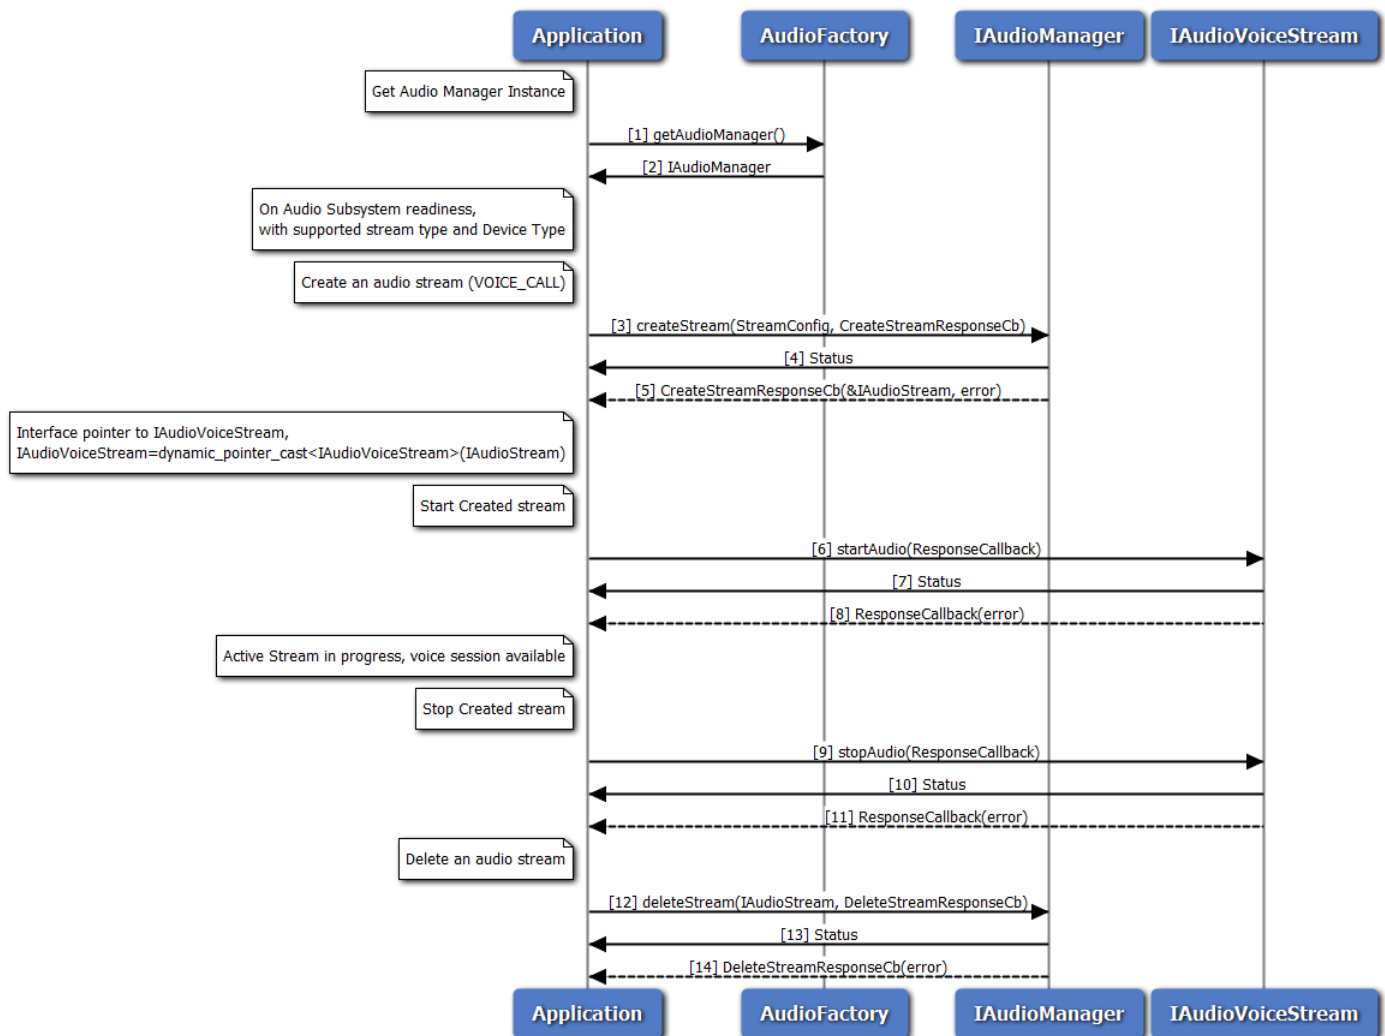 Application
AudioFactory
IAudioManager
IAudioVoiceStream
Get Audio Manager Instance
[1] getAudioManager()
[2] IAudioManager
On Audio Subsystem readiness,
with supported stream type and Device Type
Create an audio stream (VOICE_CALL)
[3] createStream(StreamConfig, CreateStreamResponseCb)
[4] Status
[5] CreateStreamResponseCb(&IAudioStream, error)
Interface pointer to IAudioVoiceStream,
IAudioVoiceStream=dynamic_pointer_cast<IAudioVoiceStream>(IAudioStream)
Start Created stream
[6] startAudio(ResponseCallback)
[7] Status
[8] ResponseCallback(error)
Active Stream in progress, voice session available
Stop Created stream
[9] stopAudio(ResponseCallback)
[10] Status
[11] ResponseCallback(error)
Delete an audio stream
[12] deleteStream(IAudioStream, DeleteStreamResponseCb)
[13] Status
[14] DeleteStreamResponseCb(error)
Application
AudioFactory
IAudioManager
IAudioVoiceStream